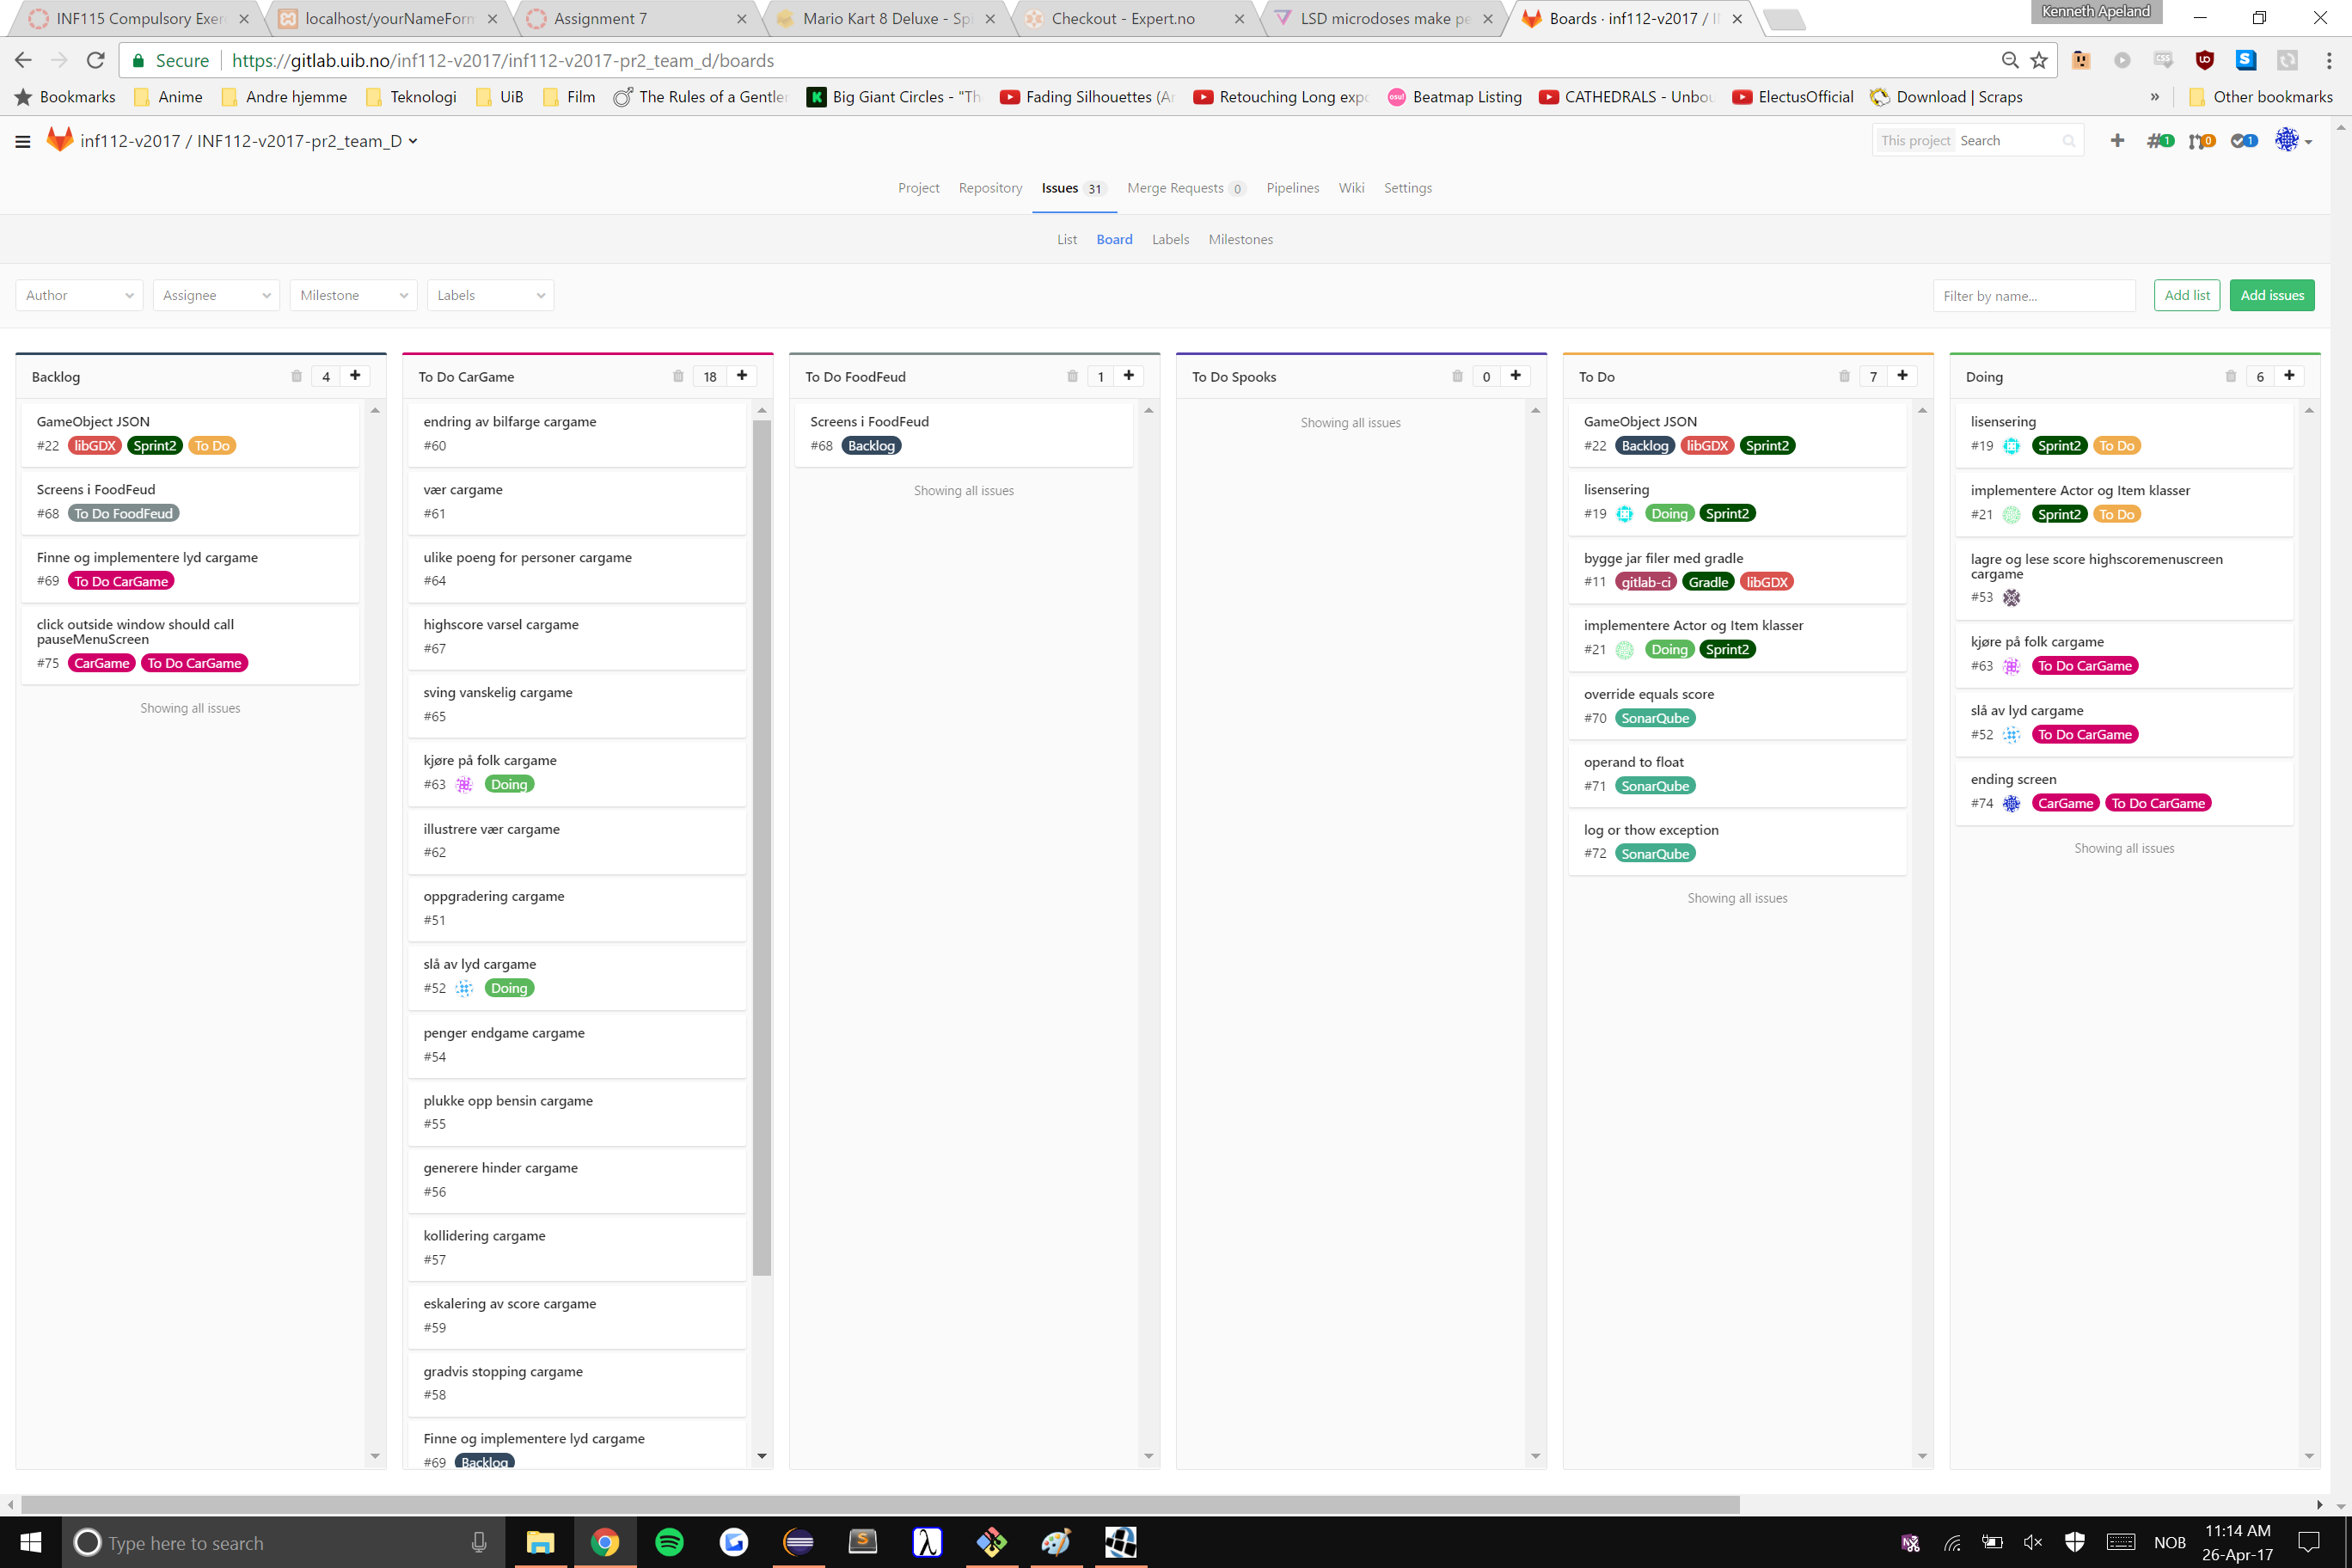 INF115 Compulsory Exer
localhost/yourNameForm
Assignment 7
Mario Kart 8 Deluxe - Spi
Checkout - Expert.no
LSD microdoses make pe
Boards · inf112-v2017 / I
Kenneth Apeland
Secure https://gitlab.uib.no/inf112-v2017/inf112-v2017-pr2_team_d/boards
Bookmarks Anime Andre hjemme Teknologi UiB Film The Rules of a Gentler Big Giant Circles - "Th Fading Silhouettes (Ar Retouching Long expo Beatmap Listing CATHEDRALS - Unbou ElectusOfficial Download | Scraps » Other bookmarks
inf112-v2017 / INF112-v2017-pr2_team_D
This project Search 1 0 1
Project Repository Issues 31 Merge Requests 0 Pipelines Wiki Settings
List Board Labels Milestones
Author Assignee Milestone Labels Filter by name... Add list Add issues
Backlog 4
GameObject JSON
#22 libGDX Sprint2 To Do
Screens i FoodFeud
#68 To Do FoodFeud
Finne og implementere lyd cargame
#69 To Do CarGame
click outside window should call
pauseMenuScreen
#75 CarGame To Do CarGame
Showing all issues
To Do CarGame 18
endring av bilfarge cargame
#60
vær cargame
#61
ulike poeng for personer cargame
#64
highscore varsel cargame
#67
sving vanskelig cargame
#65
kjøre på folk cargame
#63 Doing
illustrere vær cargame
#62
oppgradering cargame
#51
slå av lyd cargame
#52 Doing
penger endgame cargame
#54
plukke opp bensin cargame
#55
generere hinder cargame
#56
kollidering cargame
#57
eskalering av score cargame
#59
gradvis stopping cargame
#58
Finne og implementere lyd cargame
#69 Backlog
To Do FoodFeud 1
Screens i FoodFeud
#68 Backlog
Showing all issues
To Do Spooks 0
Showing all issues
To Do 7
GameObject JSON
#22 Backlog libGDX Sprint2
lisensering
#19 Doing Sprint2
bygge jar filer med gradle
#11 gitlab-ci Gradle libGDX
implementere Actor og Item klasser
#21 Doing Sprint2
override equals score
#70 SonarQube
operand to float
#71 SonarQube
log or thow exception
#72 SonarQube
Showing all issues
Doing 6
lisensering
#19 Sprint2 To Do
implementere Actor og Item klasser
#21 Sprint2 To Do
lagre og lese score highscoremenuscreen
cargame
#53
kjøre på folk cargame
#63 To Do CarGame
slå av lyd cargame
#52 To Do CarGame
ending screen
#74 CarGame To Do CarGame
Showing all issues
Type here to search
NOB
11:14 AM
26-Apr-17